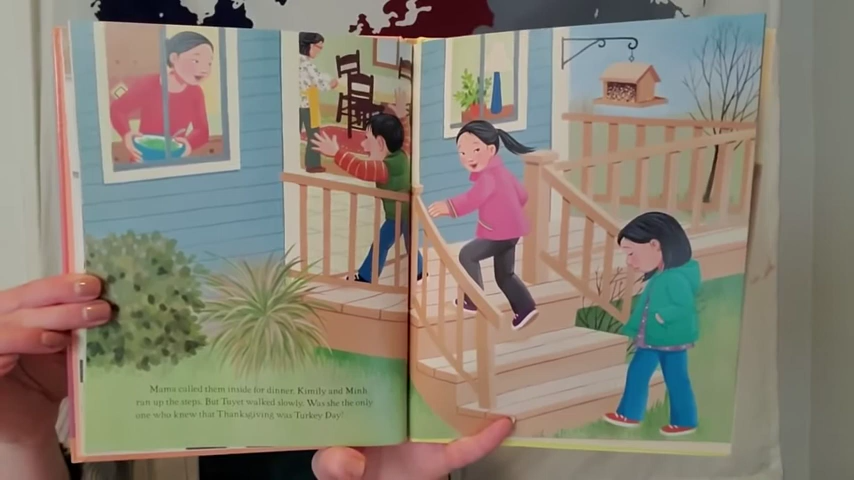 Mama called them inside for dinner. Kimily and Minh
ran up the steps. But Tuyet walked slowly. Was she the only
one who knew that Thanksgiving was Turkey Day?